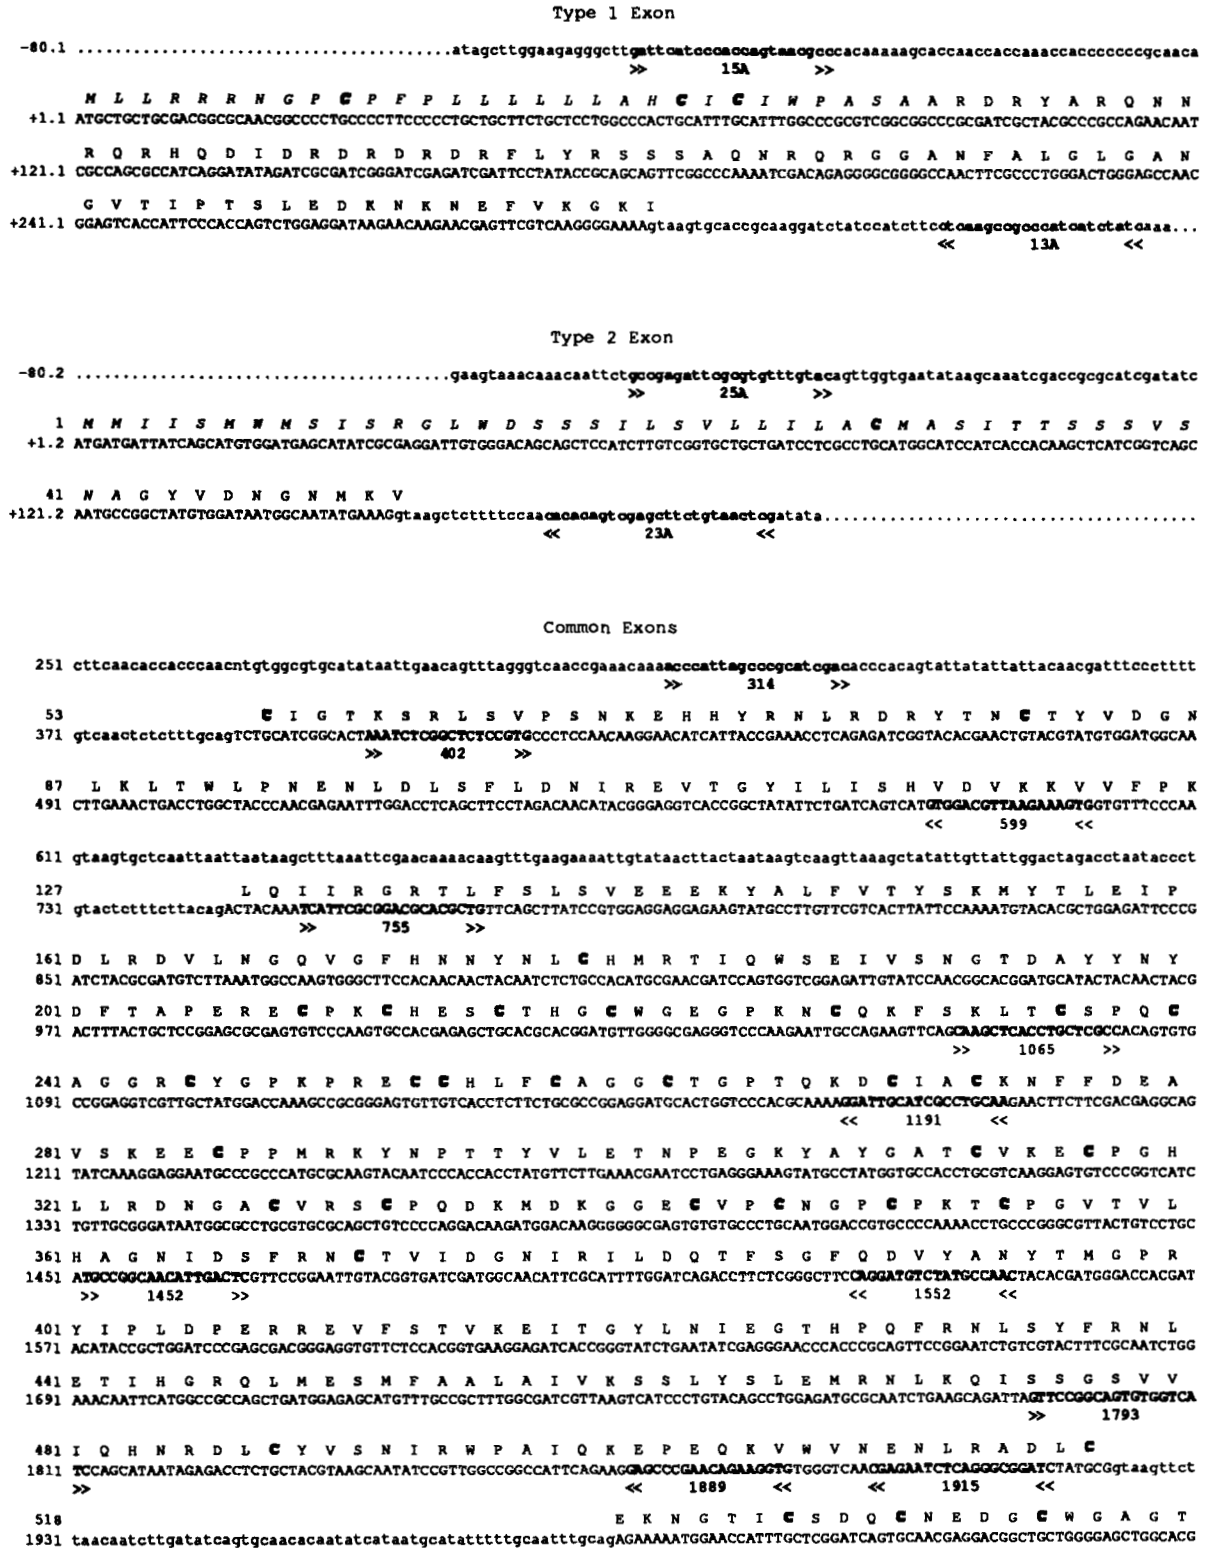 Type 1 Exon
-80.1 ........................................atagcttggaagagggcttgattcatcccaccagtaacgcccacaaaaagcaccaaccaccaaaccacccccccgcaaca
>> 15A >>
M L L R R R N G P C P F P L L L L L L A H C I C I W P A S A A R D R Y A R Q N N
+1.1 ATGCTGCTGCGACGGCGCAACGGCCCCTGCCCCTTCCCCCTGCTGCTTCTGCTCCTGGCCCACTGCATTTGCATTTGGCCCGCGTCGGCGGCCCGCGATCGCTACGCCCGCCAGAACAAT
R Q R H Q D I D R D R D R D R F L Y R S S S A Q N R Q R G G A N F A L G L G A N
+121.1 CGCCAGCGCCATCAGGATATAGATCGCGATCGGGATCGAGATCGATTCCTATACCGCAGCAGTTCGGCCCAAAATCGACAGAGGGGCGGGGCCAACTTCGCCCTGGGACTGGGAGCCAAC
G V T I P T S L E D K N K N E F V K G K I
+241.1 GGAGTCACCATTCCCACCAGTCTGGAGGATAAGAACAAGAACGAGTTCGTCAAGGGGAAAAgtaagtgcaccgcaaggatctatccatcttcctcaagccgcccatcatctatcaaa...
<< 13A <<
Type 2 Exon
-80.2 ........................................gaagtaaacaaacaattctgccgagattcgcgtgtttgtacagttggtgaatataagcaaatcgaccgcgcatcgatatc
>> 25A >>
1 M M I I S M W M S I S R G L W D S S S I L S V L L I L A C M A S I T T S S S V S
+1.2 ATGATGATTATCAGCATGTGGATGAGCATATCGCGAGGATTGTGGGACAGCAGCTCCATCTTGTCGGTGCTGCTGATCCTCGCCTGCATGGCATCCATCACCACAAGCTCATCGGTCAGC
41 N A G Y V D N G N M K V
+121.2 AATGCCGGCTATGTGGATAATGGCAATATGAAAGgtaagctcttttccaacacacagtcgagcttctgtaactcgatata........................................
<< 23A <<
Common Exons
251 cttcaacaccacccaacntgtggcgtgcatataattgaacagtttagggtcaaccgaaacaaaacccattagcccgcatcgacacccacagtattatattattacaacgatttccctttt
>> 314 >>
53 C I G T K S R L S V P S N K E H H Y R N L R D R Y T N C T Y V D G N
371 gtcaactctctttgcagTCTGCATCGGCACTAAATCTCGGCTCTCCGTGCCCTCCAACAAGGAACATCATTACCGAAACCTCAGAGATCGGTACACGAACTGTACGTATGTGGATGGCAA
>> 402 >>
87 L K L T W L P N E N L D L S F L D N I R E V T G Y I L I S H V D V K K V V F P K
491 CTTGAAACTGACCTGGCTACCCAACGAGAATTTGGACCTCAGCTTCCTAGACAACATACGGGAGGTCACCGGCTATATTCTGATCAGTCATGTGGACGTTAAGAAAGTGGTGTTTCCCAA
<< 599 <<
611 gtaagtgctcaattaattaataagctttaaattcgaacaaaacaagtttgaagaaaattgtataacttactaataagtcaagttaaagctatattgttattggactagacctaataccct
127 L Q I I R G R T L F S L S V E E E K Y A L F V T Y S K M Y T L E I P
731 gtactctttcttacagACTACAAATCATTCGCGGACGCACGCTGTTCAGCTTATCCGTGGAGGAGGAGAAGTATGCCTTGTTCGTCACTTATTCCAAAATGTACACGCTGGAGATTCCCG
>> 755 >>
161 D L R D V L N G Q V G F H N N Y N L C H M R T I Q W S E I V S N G T D A Y Y N Y
851 ATCTACGCGATGTCTTAAATGGCCAAGTGGGCTTCCACAACAACTACAATCTCTGCCACATGCGAACGATCCAGTGGTCGGAGATTGTATCCAACGGCACGGATGCATACTACAACTACG
201 D F T A P E R E C P K C H E S C T H G C W G E G P K N C Q K F S K L T C S P Q C
971 ACTTTACTGCTCCGGAGCGCGAGTGTCCCAAGTGCCACGAGAGCTGCACGCACGGATGTTGGGGCGAGGGTCCCAAGAATTGCCAGAAGTTCAGCAAGCTCACCTGCTCGCCACAGTGTG
>> 1065 >>
241 A G G R C Y G P K P R E C C H L F C A G G C T G P T Q K D C I A C K N F F D E A
1091 CCGGAGGTCGTTGCTATGGACCAAAGCCGCGGGAGTGTTGTCACCTCTTCTGCGCCGGAGGATGCACTGGTCCCACGCAAAAGGATTGCATCGCCTGCAAGAACTTCTTCGACGAGGCAG
<< 1191 <<
281 V S K E E C P P M R K Y N P T T Y V L E T N P E G K Y A Y G A T C V K E C P G H
1211 TATCAAAGGAGGAATGCCCGCCCATGCGCAAGTACAATCCCACCACCTATGTTCTTGAAACGAATCCTGAGGGAAAGTATGCCTATGGTGCCACCTGCGTCAAGGAGTGTCCCGGTCATC
321 L L R D N G A C V R S C P Q D K M D K G G E C V P C N G P C P K T C P G V T V L
1331 TGTTGCGGGATAATGGCGCCTGCGTGCGCAGCTGTCCCCAGGACAAGATGGACAAGGGGGGCGAGTGTGTGCCCTGCAATGGACCGTGCCCCAAAACCTGCCCGGGCGTTACTGTCCTGC
361 H A G N I D S F R N C T V I D G N I R I L D Q T F S G F Q D V Y A N Y T M G P R
1451 ATGCCGGCAACATTGACTCGTTCCGGAATTGTACGGTGATCGATGGCAACATTCGCATTTTGGATCAGACCTTCTCGGGCTTCCAGGATGTCTATGCCAACTACACGATGGGACCACGAT
>> 1452 >> << 1552 <<
401 Y I P L D P E R R E V F S T V K E I T G Y L N I E G T H P Q F R N L S Y F R N L
1571 ACATACCGCTGGATCCCGAGCGACGGGAGGTGTTCTCCACGGTGAAGGAGATCACCGGGTATCTGAATATCGAGGGAACCCACCCGCAGTTCCGGAATCTGTCGTACTTTCGCAATCTGG
441 E T I H G R Q L M E S M F A A L A I V K S S L Y S L E M R N L K Q I S S G S V V
1691 AAACAATTCATGGCCGCCAGCTGATGGAGAGCATGTTTGCCGCTTTGGCGATCGTTAAGTCATCCCTGTACAGCCTGGAGATGCGCAATCTGAAGCAGATTAGTTCCGGCAGTGTGGTCA
>> 1793
481 I Q H N R D L C Y V S N I R W P A I Q K E P E Q K V W V N E N L R A D L C
1811 TCCAGCATAATAGAGACCTCTGCTACGTAAGCAATATCCGTTGGCCGGCCATTCAGAAGGAGCCCGAACAGAAGGTGTGGGTCAACGAGAATCTCAGGGCGGATCTATGCGgtaagttct
>> << 1889 << << 1915 <<
518 E K N G T I C S D Q C N E D G C W G A G T
1931 taacaatcttgatatcagtgcaacacaatatcataatgcatatttttgcaatttgcagAGAAAAATGGAACCATTTGCTCGGATCAGTGCAACGAGGACGGCTGCTGGGGAGCTGGCACG